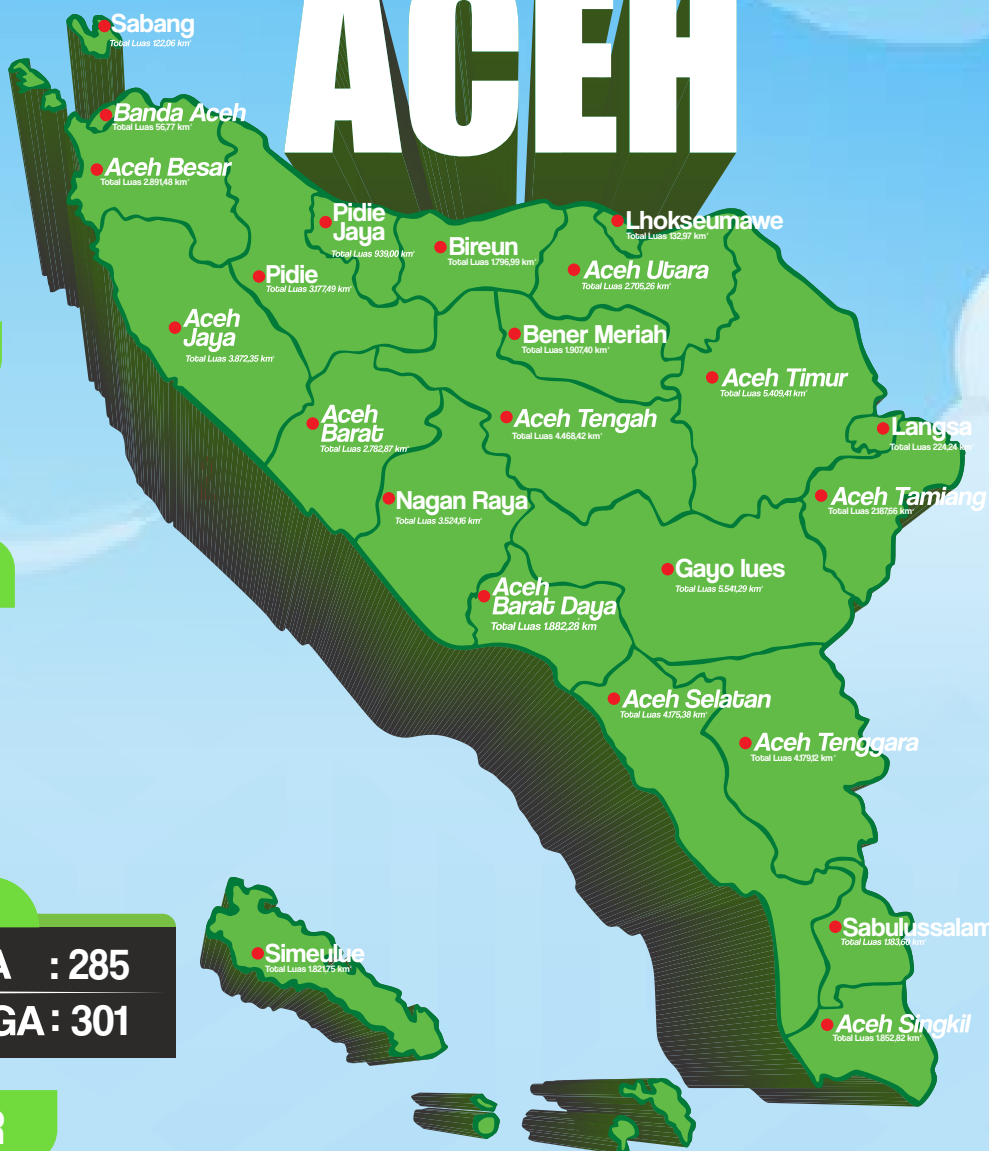 ACEH
Sabang
Total Luas 122,06 km²
Banda Aceh
Total Luas 56,77 km²
Aceh Besar
Total Luas 2.891,48 km²
Pidie
Jaya
Total Luas 939,00 km²
Bireun
Total Luas 1.796,99 km²
Lhokseumawe
Total Luas 132,97 km²
Pidie
Total Luas 3.177,49 km²
Aceh Utara
Total Luas 2.705,26 km²
Aceh
Jaya
Total Luas 3.872,35 km²
Bener Meriah
Total Luas 1.907,40 km²
Aceh Timur
Total Luas 5.409,41 km²
Aceh
Barat
Total Luas 2.782,87 km²
Aceh Tengah
Total Luas 4.468,42 km²
Langsa
Total Luas 224,24 km²
Nagan Raya
Total Luas 3.524,16 km²
Aceh Tamiang
Total Luas 2.187,66 km²
Gayo lues
Total Luas 5.541,29 km²
Aceh
Barat Daya
Total Luas 1.882,28 km
Aceh Selatan
Total Luas 4.175,38 km²
Aceh Tenggara
Total Luas 4.179,12 km²
Sabulussalam
Total Luas 1.183,60 km²
Simeulue
Total Luas 1.821,75 km²
A : 285
GA : 301
Aceh Singkil
Total Luas 1.852,82 km²
R